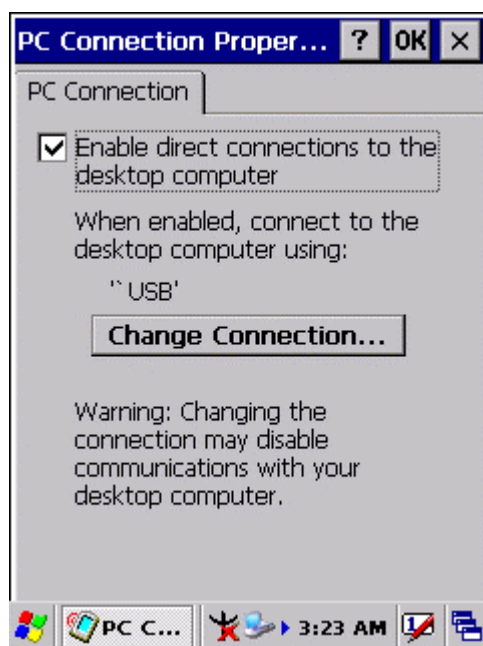 PC Connection Proper... ? OK ×
PC Connection
Enable direct connections to the
desktop computer
When enabled, connect to the
desktop computer using:
'`USB'
Change Connection...
Warning: Changing the
connection may disable
communications with your
desktop computer.
PC C... 3:23 AM